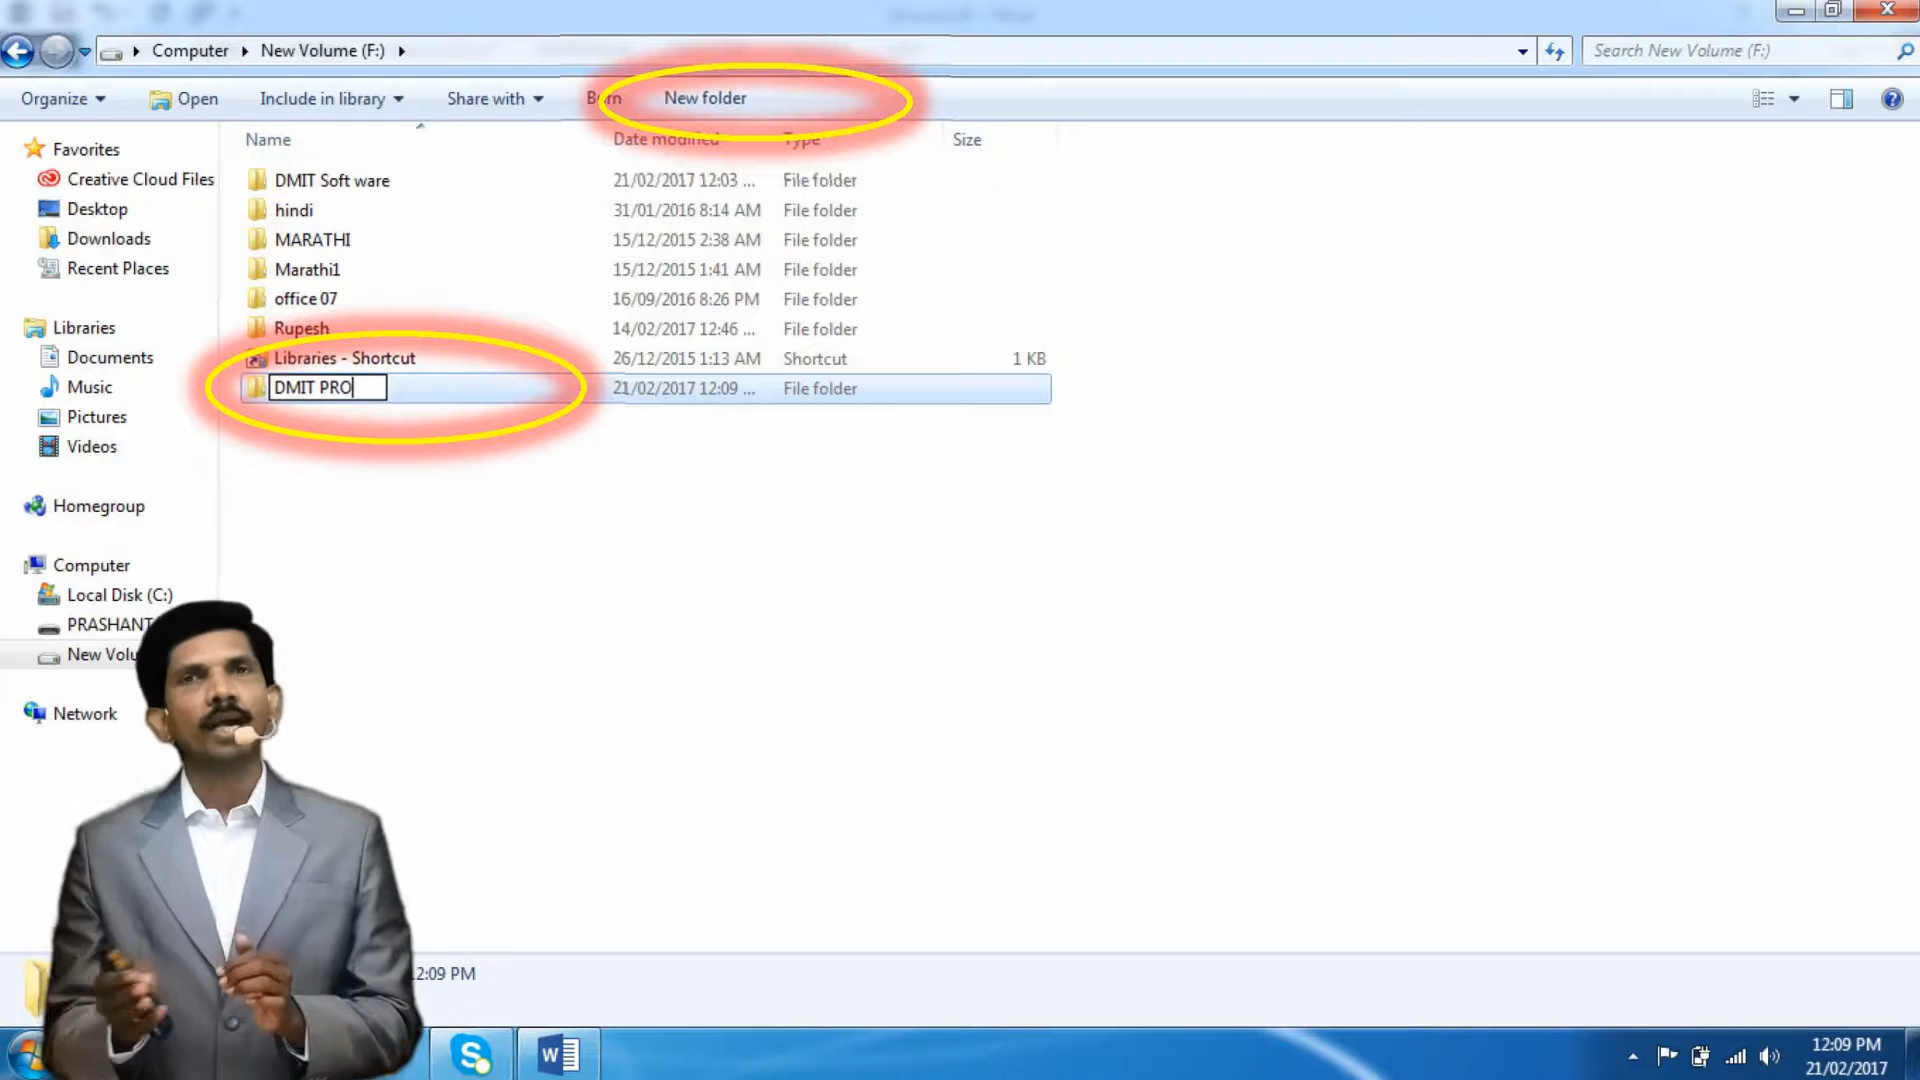 Computer New Volume (F:) Search New Volume (F:)
Organize Open Include in library Share with Burn New folder
Name Date modified Type Size
Favorites
Creative Cloud Files
Desktop
Downloads
Recent Places
Libraries
Documents
Music
Pictures
Videos
Homegroup
Computer
Local Disk (C:)
PRASHANT
New Volu
Network
DMIT Soft ware 21/02/2017 12:03 ... File folder
hindi 31/01/2016 8:14 AM File folder
MARATHI 15/12/2015 2:38 AM File folder
Marathi1 15/12/2015 1:41 AM File folder
office 07 16/09/2016 8:26 PM File folder
Rupesh 14/02/2017 12:46 ... File folder
Libraries - Shortcut 26/12/2015 1:13 AM Shortcut 1 KB
DMIT PRO 21/02/2017 12:09 ... File folder
12:09 PM
12:09 PM
21/02/2017